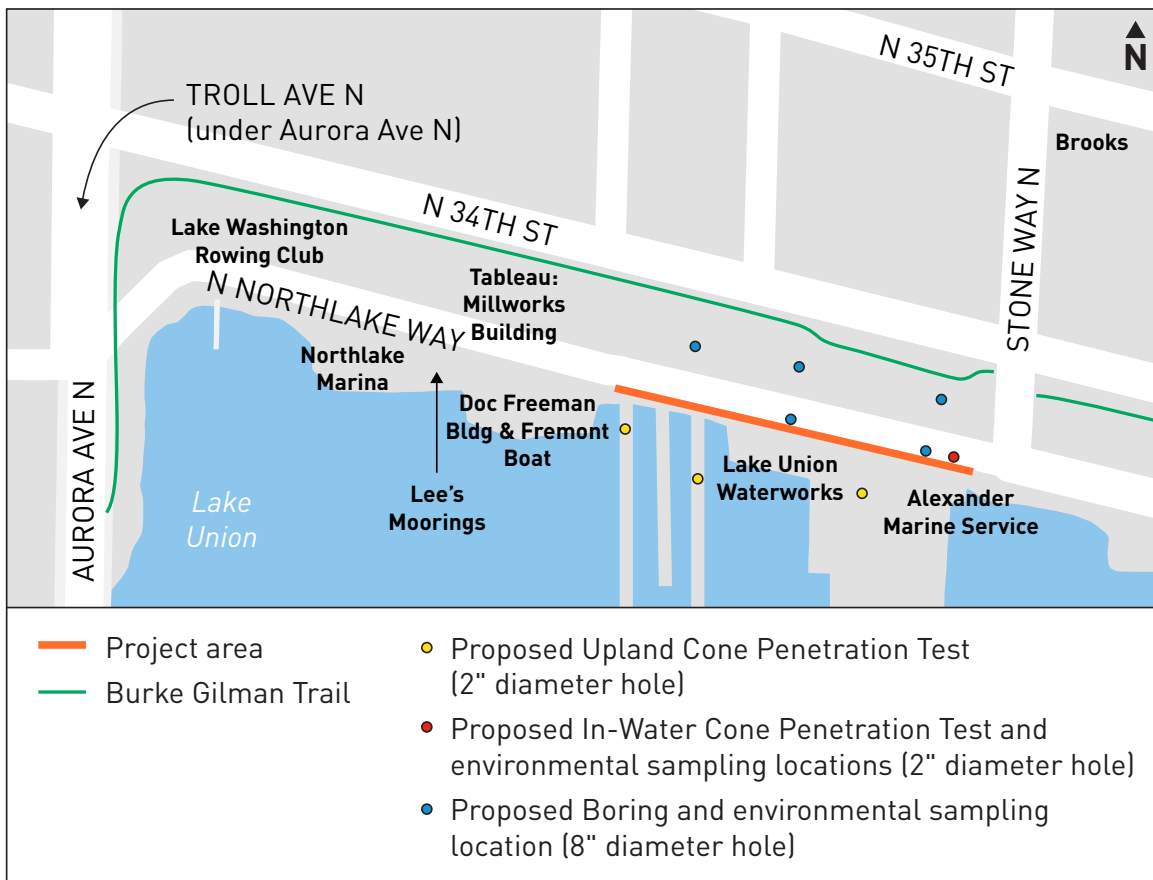 N 35TH ST
N
TROLL AVE N
(under Aurora Ave N)
Brooks
STONE WAY N
N 34TH ST
Lake Washington
Rowing Club
Tableau:
Millworks
Building
N NORTHLAKE WAY
Northlake
Marina
Doc Freeman
Bldg & Fremont
Boat
AURORA AVE N
Lake Union
Waterworks
Lee's
Moorings
Alexander
Marine Service
Lake
Union
Project area
Burke Gilman Trail
Proposed Upland Cone Penetration Test
(2" diameter hole)
Proposed In-Water Cone Penetration Test and
environmental sampling locations (2" diameter hole)
Proposed Boring and environmental sampling
location (8" diameter hole)